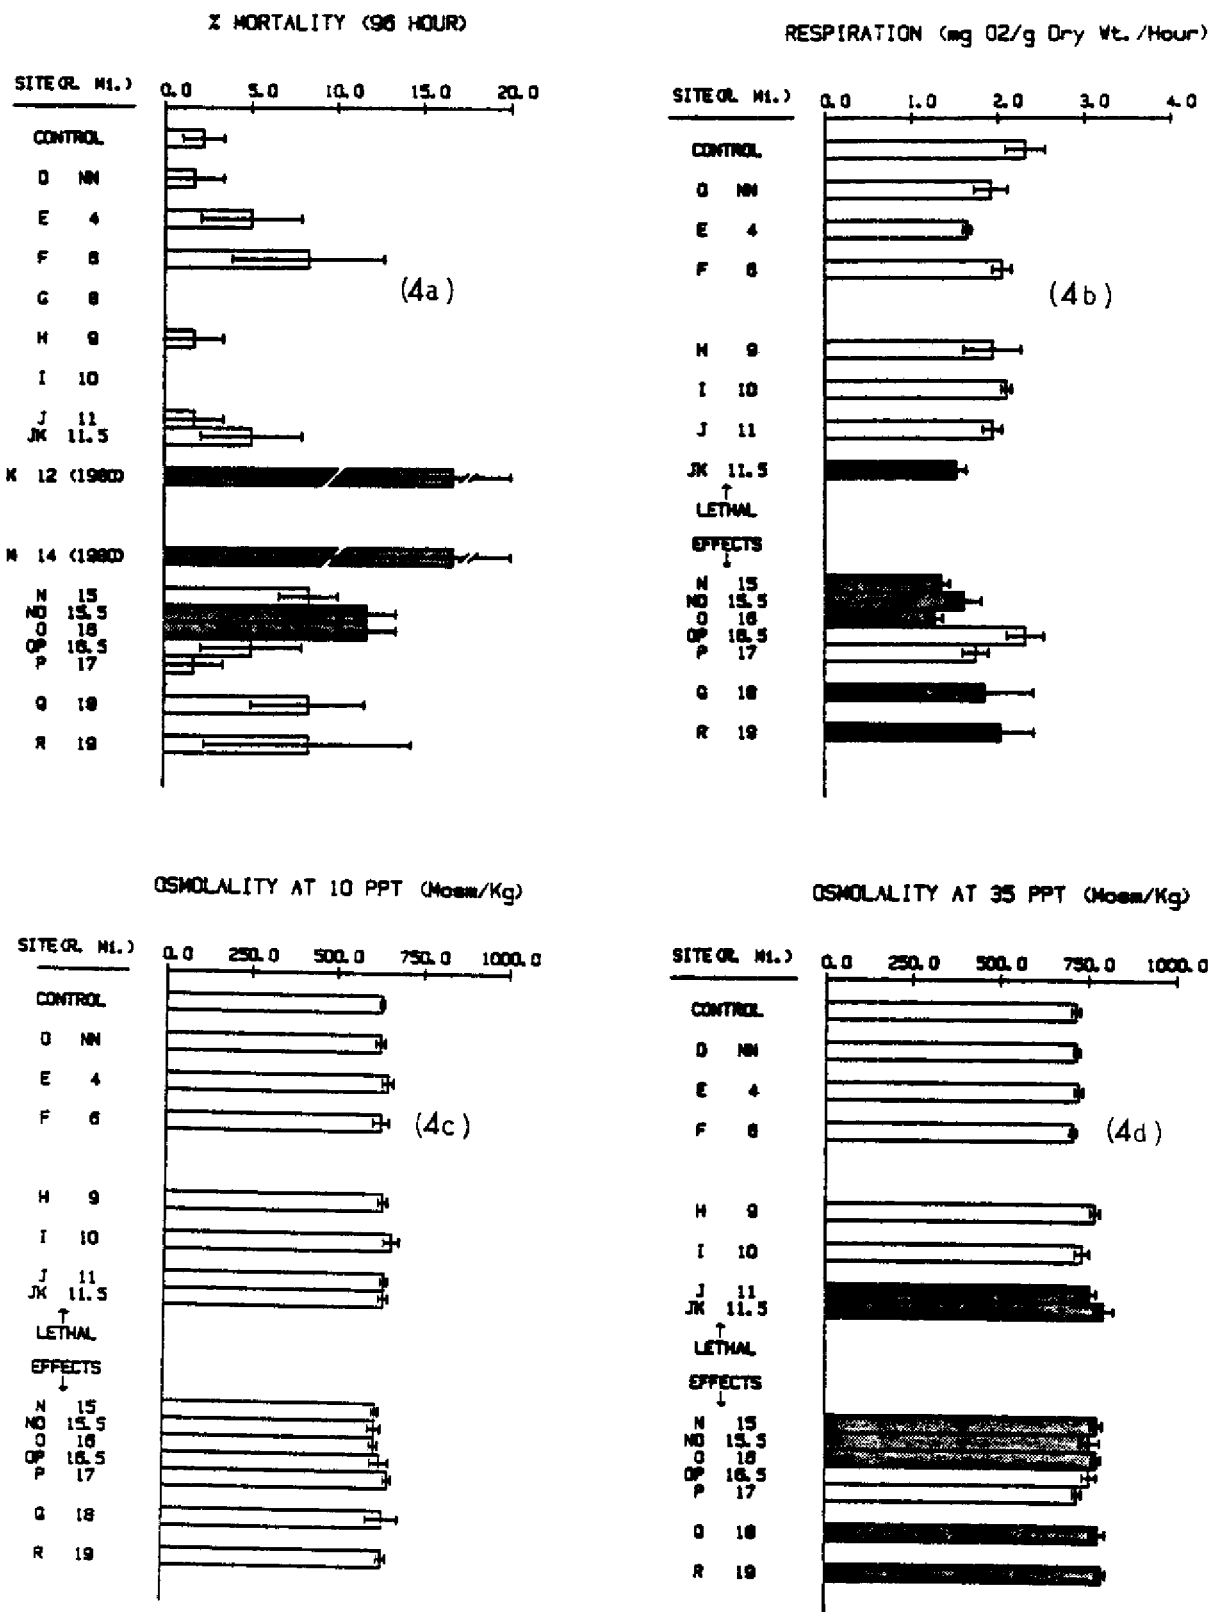 % MORTALITY (96 HOUR)
SITE(R. Mi.) 0.0 5.0 10.0 15.0 20.0
CONTROL
D NN
E 4
F 6
(4a)
G 8
H 9
I 10
J 11
JK 11.5
K 12 (1980)
M 14 (1980)
N 15
NO 15.5
O 16
OP 16.5
P 17
Q 18
R 19
RESPIRATION (mg O2/g Dry Wt./Hour)
SITE(R. Mi.) 0.0 1.0 2.0 3.0 4.0
CONTROL
D NN
E 4
F 6
(4b)
H 9
I 10
J 11
JK 11.5
↑
LETHAL
EFFECTS
↓
N 15
NO 15.5
O 16
OP 16.5
P 17
Q 18
R 19
OSMOLALITY AT 10 PPT (Mosm/Kg)
SITE(R. Mi.) 0.0 250.0 500.0 750.0 1000.0
CONTROL
D NN
E 4
F 6
(4c)
H 9
I 10
J 11
JK 11.5
↑
LETHAL
EFFECTS
↓
N 15
NO 15.5
O 16
OP 16.5
P 17
Q 18
R 19
OSMOLALITY AT 35 PPT (Mosm/Kg)
SITE(R. Mi.) 0.0 250.0 500.0 750.0 1000.0
CONTROL
D NN
E 4
F 6
(4d)
H 9
I 10
J 11
JK 11.5
↑
LETHAL
EFFECTS
↓
N 15
NO 15.5
O 16
OP 16.5
P 17
Q 18
R 19